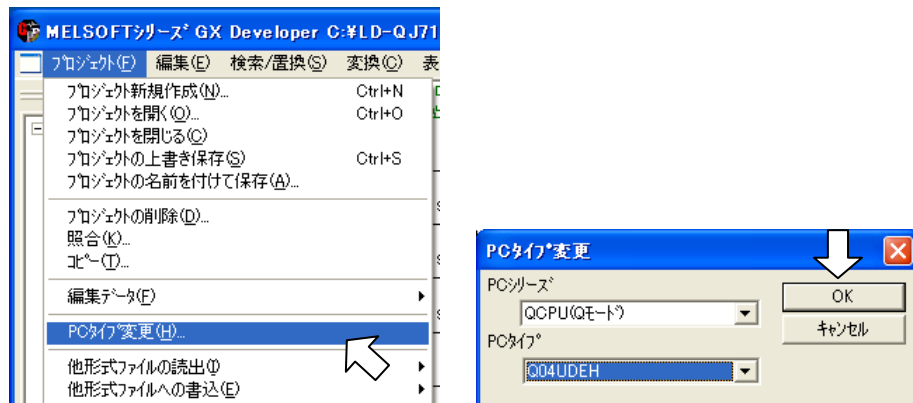 MELSOFTｼﾘｰｽﾞ GX Developer C:¥LD-QJ71
ﾌﾟﾛｼﾞｪｸﾄ(F) 編集(E) 検索/置換(S) 変換(C) 表
ﾌﾟﾛｼﾞｪｸﾄ新規作成(N)... Ctrl+N
ﾌﾟﾛｼﾞｪｸﾄを開く(O)... Ctrl+O
ﾌﾟﾛｼﾞｪｸﾄを閉じる(C)
ﾌﾟﾛｼﾞｪｸﾄの上書き保存(S) Ctrl+S
ﾌﾟﾛｼﾞｪｸﾄの名前を付けて保存(A)...
ﾌﾟﾛｼﾞｪｸﾄの削除(D)...
照合(K)...
ｺﾋﾟｰ(T)...
編集ﾃﾞｰﾀ(F)
PCﾀｲﾌﾟ変更(H)...
他形式ﾌｧｲﾙの読出(I)
他形式ﾌｧｲﾙへの書込(E)
PCﾀｲﾌﾟ変更
PCｼﾘｰｽﾞ
QCPU(Qﾓｰﾄﾞ)
PCﾀｲﾌﾟ
Q04UDEH
OK
ｷｬﾝｾﾙ